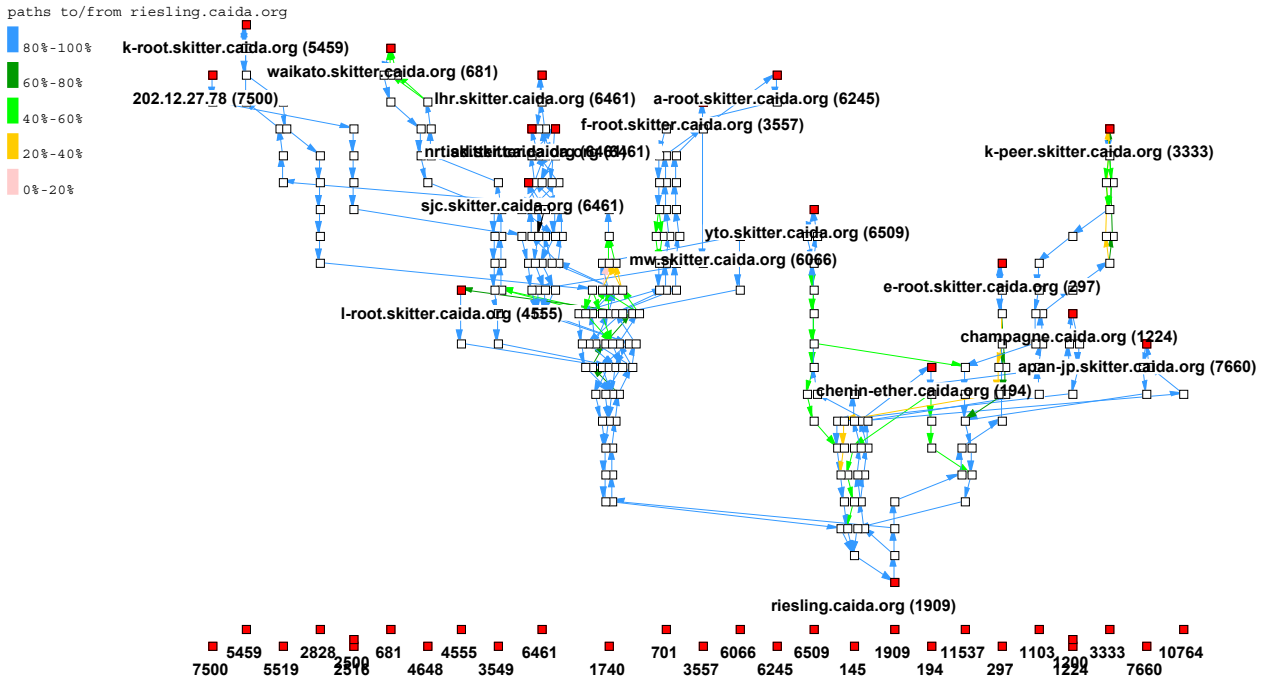 paths to/from riesling.caida.org
80%-100%
60%-80%
40%-60%
20%-40%
0%-20%
k-root.skitter.caida.org (5459)
waikato.skitter.caida.org (681)
202.12.27.78 (7500)
lhr.skitter.caida.org (6461)
a-root.skitter.caida.org (6245)
f-root.skitter.caida.org (3557)
k-peer.skitter.caida.org (3333)
sjc.skitter.caida.org (6461)
yto.skitter.caida.org (6509)
mw.skitter.caida.org (6066)
e-root.skitter.caida.org (297)
l-root.skitter.caida.org (4555)
champagne.caida.org (1224)
apan-jp.skitter.caida.org (7660)
chenin-ether.caida.org (194)
riesling.caida.org (1909)
5459 2828 681 4555 6461 701 6066 6509 1909 11537 1103 1200 3333 10764
7500 5519 2500 2516 4648 3549 1740 3557 6245 145 194 297 1224 7660